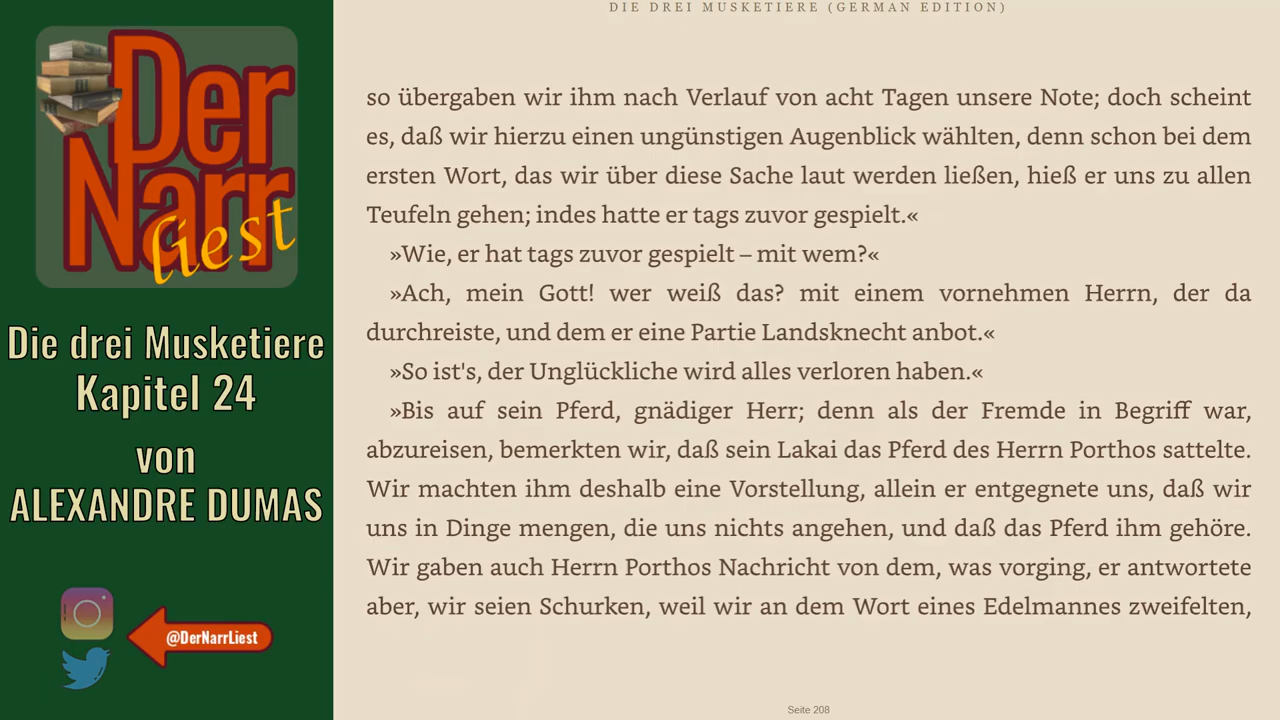 Der
Narr
liest
Die drei Musketiere
Kapitel 24
von
ALEXANDRE DUMAS
@DerNarrLiest
DIE DREI MUSKETIERE (GERMAN EDITION)
so übergaben wir ihm nach Verlauf von acht Tagen unsere Note; doch scheint
es, daß wir hierzu einen ungünstigen Augenblick wählten, denn schon bei dem
ersten Wort, das wir über diese Sache laut werden ließen, hieß er uns zu allen
Teufeln gehen; indes hatte er tags zuvor gespielt.«
»Wie, er hat tags zuvor gespielt – mit wem?«
»Ach, mein Gott! wer weiß das? mit einem vornehmen Herrn, der da
durchreiste, und dem er eine Partie Landsknecht anbot.«
»So ist's, der Unglückliche wird alles verloren haben.«
»Bis auf sein Pferd, gnädiger Herr; denn als der Fremde in Begriff war,
abzureisen, bemerkten wir, daß sein Lakai das Pferd des Herrn Porthos sattelte.
Wir machten ihm deshalb eine Vorstellung, allein er entgegnete uns, daß wir
uns in Dinge mengen, die uns nichts angehen, und daß das Pferd ihm gehöre.
Wir gaben auch Herrn Porthos Nachricht von dem, was vorging, er antwortete
aber, wir seien Schurken, weil wir an dem Wort eines Edelmannes zweifelten,
Seite 208